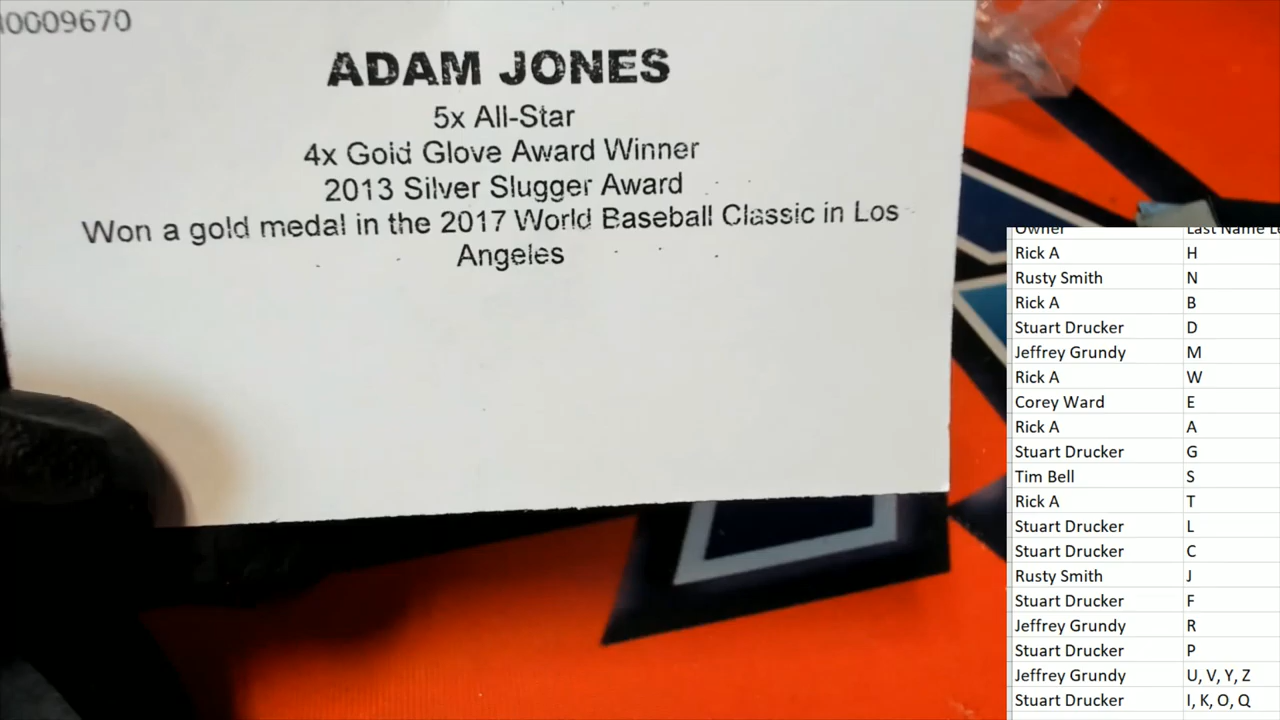 0009670
ADAM JONES
5x All-Star
4x Gold Glove Award Winner
2013 Silver Slugger Award
Won a gold medal in the 2017 World Baseball Classic in Los
Angeles
Owner Last Name
Rick A H
Rusty Smith N
Rick A B
Stuart Drucker D
Jeffrey Grundy M
Rick A W
Corey Ward E
Rick A A
Stuart Drucker G
Tim Bell S
Rick A T
Stuart Drucker L
Stuart Drucker C
Rusty Smith J
Stuart Drucker F
Jeffrey Grundy R
Stuart Drucker P
Jeffrey Grundy U, V, Y, Z
Stuart Drucker I, K, O, Q